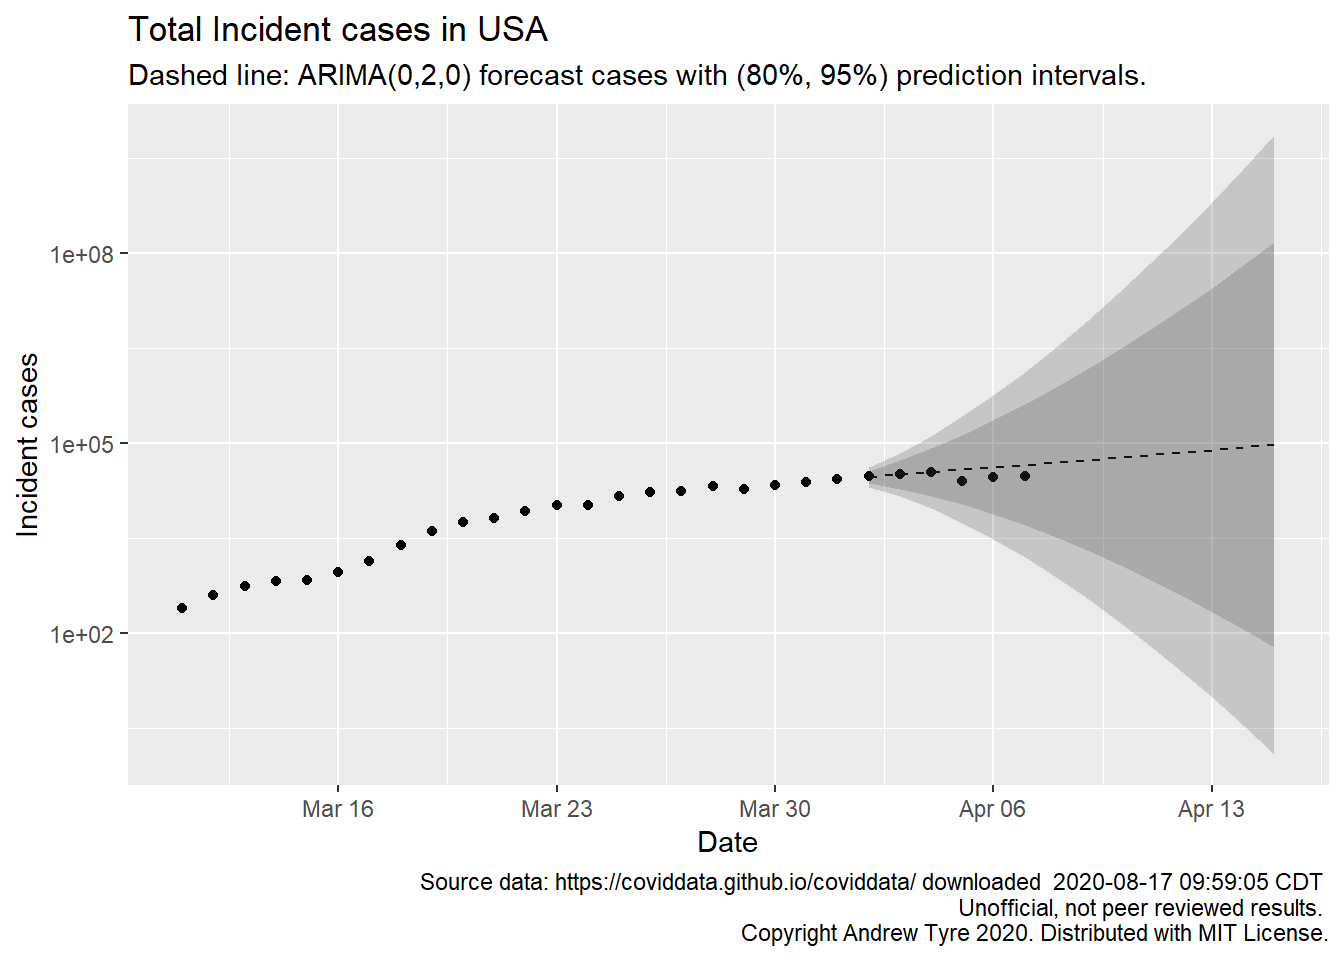 Total Incident cases in USA
Dashed line: ARIMA(0,2,0) forecast cases with (80%, 95%) prediction intervals.
Incident cases
1e+08
1e+05
1e+02
Mar 16 Mar 23 Mar 30 Apr 06 Apr 13
Date
Source data: https://coviddata.github.io/coviddata/ downloaded  2020-08-17 09:59:05 CDT
Unofficial, not peer reviewed results.
Copyright Andrew Tyre 2020. Distributed with MIT License.